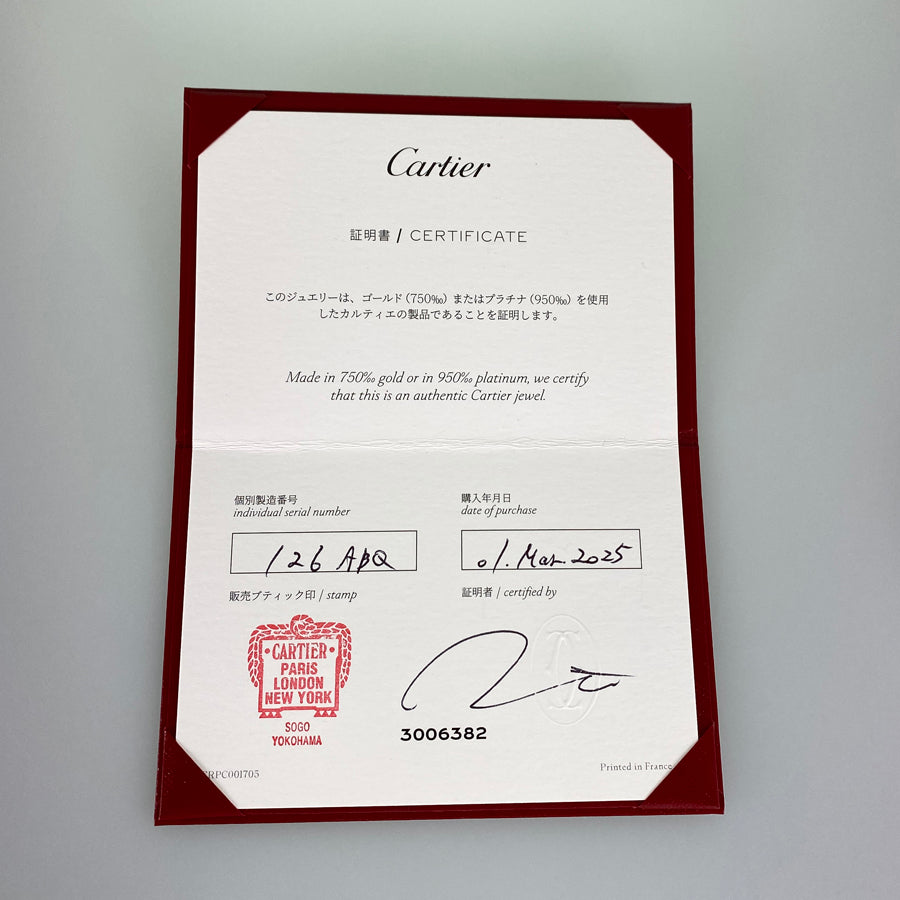 Cartier
証明書 / CERTIFICATE
このジュエリーは、ゴールド（750‰）またはプラチナ（950‰）を使用
したカルティエの製品であることを証明します。
Made in 750‰ gold or in 950‰ platinum, we certify
that this is an authentic Cartier jewel.
個別製造番号
individual serial number
126 ABQ
購入年月日
date of purchase
01. Mar. 2025
販売ブティック印 / stamp
証明者 / certified by
CARTIER
PARIS
LONDON
NEW YORK
SOGO
YOKOHAMA
3006382
RPC001705
Printed in France